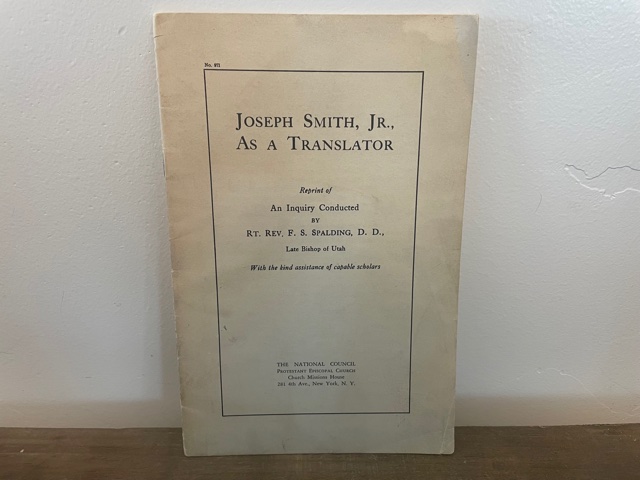 No. 871
JOSEPH SMITH, JR.,
AS A TRANSLATOR
Reprint of
An Inquiry Conducted
BY
RT. REV. F. S. SPALDING, D. D.,
Late Bishop of Utah
With the kind assistance of capable scholars
THE NATIONAL COUNCIL
PROTESTANT EPISCOPAL CHURCH
Church Missions House
281 4th Ave., New York, N. Y.